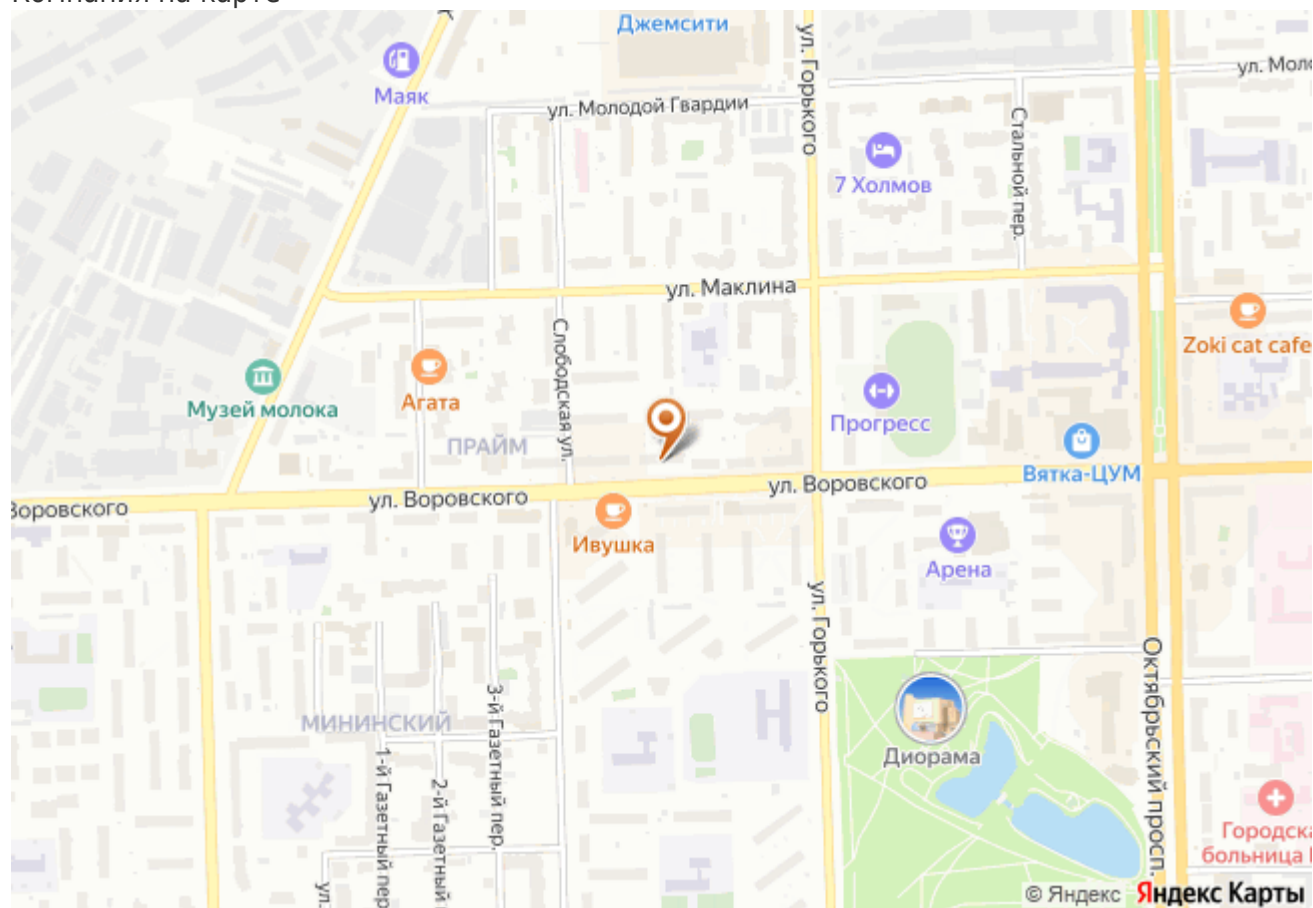 Компания на карте
Джемсити
ул. Горького
ул. Моло
Маяк
ул. Молодой Гвардии
Стальной пер.
7 Холмов
ул. Маклина
Слободская ул.
Zoki cat cafe
Музей молока
Агата
Прогресс
ПРАЙМ
Вятка-ЦУМ
Воровского
ул. Воровского
ул. Воровского
Ивушка
Арена
ул. Горького
Октябрьский просп.
3-й Газетный пер.
МИНИНСКИЙ
1-й Газетный пер
2-й Газетный
Диорама
Городска
больница
ул.
© Яндекс Яндекс Карты